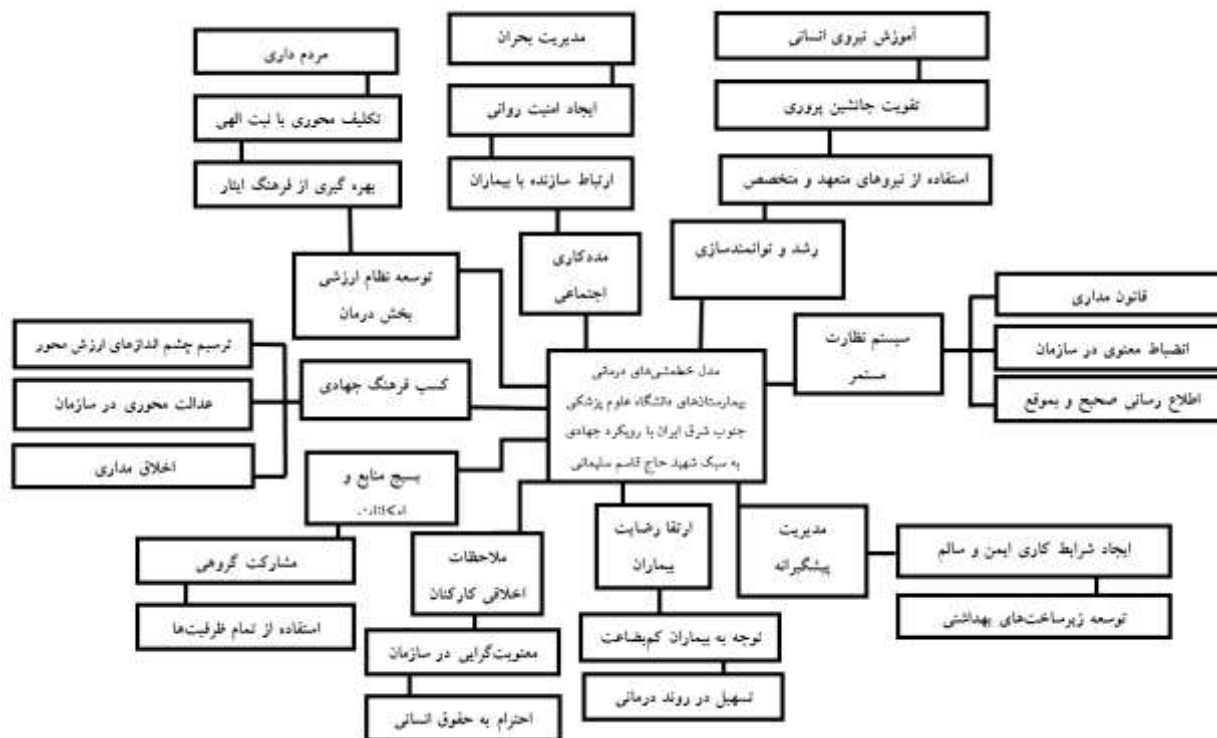 مردم داری
تکلیف محوری با نیت الهی
بهره گیری از فرهنگ ایثار
توسعه نظام ارزشی
بخش درمان
مدیریت بحران
ایجاد امنیت روانی
ارتباط سازنده با بیماران
مددکاری
اجتماعی
آموزش نیروی انسانی
تقویت جانشین پروری
استفاده از نیروهای متعهد و متخصص
رشد و توانمندسازی
قانون مداری
انضباط معنوی در سازمان
اطلاع رسانی صحیح و بموقع
سیستم نظارت
مستمر
ترسیم چشم اندازهای ارزش محور
عدالت محوری در سازمان
اخلاق مداری
کسب فرهنگ جهادی
مدل خطمشی‌های درمانی
بیمارستان‌های دانشگاه علوم پزشکی
جنوب شرق ایران با رویکرد جهادی
به سبک شهید حاج قاسم سلیمانی
بسیج منابع و
مشارکت گروهی
استفاده از تمام ظرفیت‌ها
ملاحظات
اخلاقی کارکنان
معنویت‌گرایی در سازمان
احترام به حقوق انسانی
ارتقا رضایت
بیماران
توجه به بیماران کم‌بضاعت
تسهیل در روند درمانی
مدیریت
پیشگیرانه
ایجاد شرایط کاری ایمن و سالم
توسعه زیرساخت‌های بهداشتی